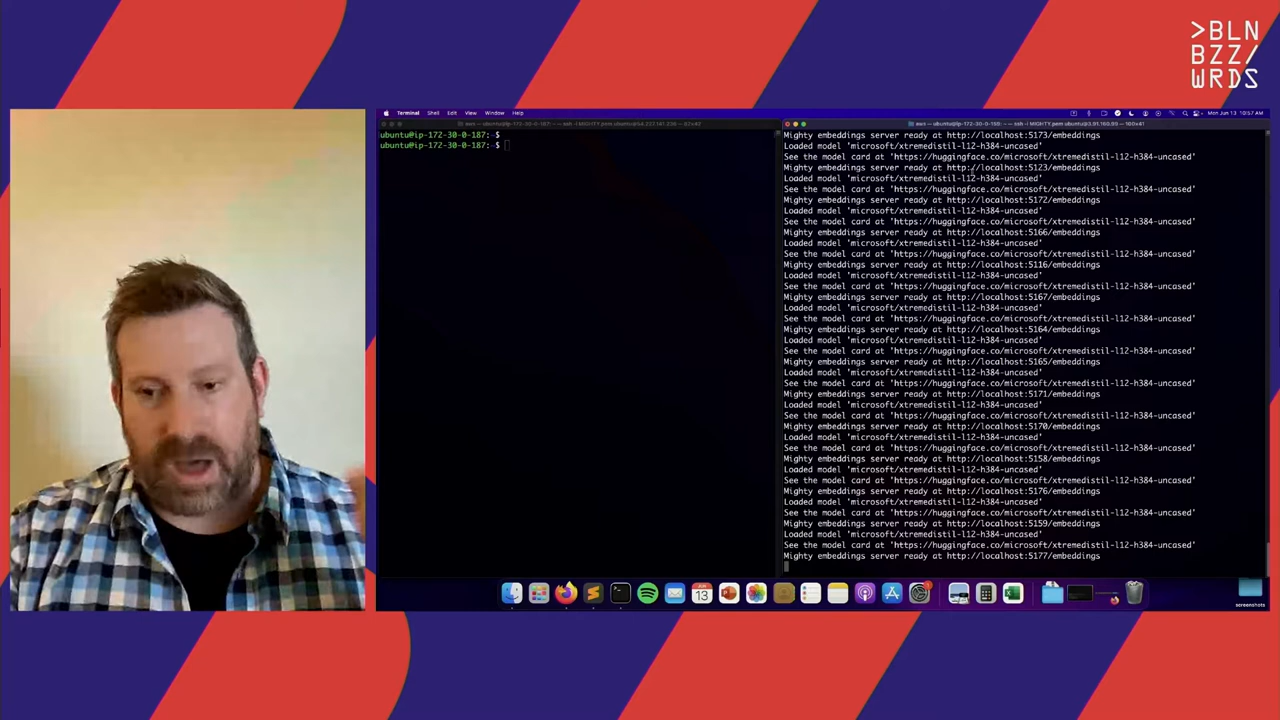 >BLN
BZZ/
WRDS
Terminal Shell Edit View Window Help
Mon Jun 13 10:57 AM
ubuntu@ip-172-30-0-187:~$
ubuntu@ip-172-30-0-187:~$
Mighty embeddings server ready at http://localhost:5173/embeddings
Loaded model 'microsoft/xtremedistil-l12-h384-uncased'
See the model card at 'https://huggingface.co/microsoft/xtremedistil-l12-h384-uncased'
Mighty embeddings server ready at http://localhost:5123/embeddings
Loaded model 'microsoft/xtremedistil-l12-h384-uncased'
See the model card at 'https://huggingface.co/microsoft/xtremedistil-l12-h384-uncased'
Mighty embeddings server ready at http://localhost:5172/embeddings
Loaded model 'microsoft/xtremedistil-l12-h384-uncased'
See the model card at 'https://huggingface.co/microsoft/xtremedistil-l12-h384-uncased'
Mighty embeddings server ready at http://localhost:5166/embeddings
Loaded model 'microsoft/xtremedistil-l12-h384-uncased'
See the model card at 'https://huggingface.co/microsoft/xtremedistil-l12-h384-uncased'
Mighty embeddings server ready at http://localhost:5116/embeddings
Loaded model 'microsoft/xtremedistil-l12-h384-uncased'
See the model card at 'https://huggingface.co/microsoft/xtremedistil-l12-h384-uncased'
Mighty embeddings server ready at http://localhost:5167/embeddings
Loaded model 'microsoft/xtremedistil-l12-h384-uncased'
See the model card at 'https://huggingface.co/microsoft/xtremedistil-l12-h384-uncased'
Mighty embeddings server ready at http://localhost:5164/embeddings
Loaded model 'microsoft/xtremedistil-l12-h384-uncased'
See the model card at 'https://huggingface.co/microsoft/xtremedistil-l12-h384-uncased'
Mighty embeddings server ready at http://localhost:5165/embeddings
Loaded model 'microsoft/xtremedistil-l12-h384-uncased'
See the model card at 'https://huggingface.co/microsoft/xtremedistil-l12-h384-uncased'
Mighty embeddings server ready at http://localhost:5171/embeddings
Loaded model 'microsoft/xtremedistil-l12-h384-uncased'
See the model card at 'https://huggingface.co/microsoft/xtremedistil-l12-h384-uncased'
Mighty embeddings server ready at http://localhost:5170/embeddings
Loaded model 'microsoft/xtremedistil-l12-h384-uncased'
See the model card at 'https://huggingface.co/microsoft/xtremedistil-l12-h384-uncased'
Mighty embeddings server ready at http://localhost:5158/embeddings
Loaded model 'microsoft/xtremedistil-l12-h384-uncased'
See the model card at 'https://huggingface.co/microsoft/xtremedistil-l12-h384-uncased'
Mighty embeddings server ready at http://localhost:5176/embeddings
Loaded model 'microsoft/xtremedistil-l12-h384-uncased'
See the model card at 'https://huggingface.co/microsoft/xtremedistil-l12-h384-uncased'
Mighty embeddings server ready at http://localhost:5159/embeddings
Loaded model 'microsoft/xtremedistil-l12-h384-uncased'
See the model card at 'https://huggingface.co/microsoft/xtremedistil-l12-h384-uncased'
Mighty embeddings server ready at http://localhost:5177/embeddings
13
screenshots